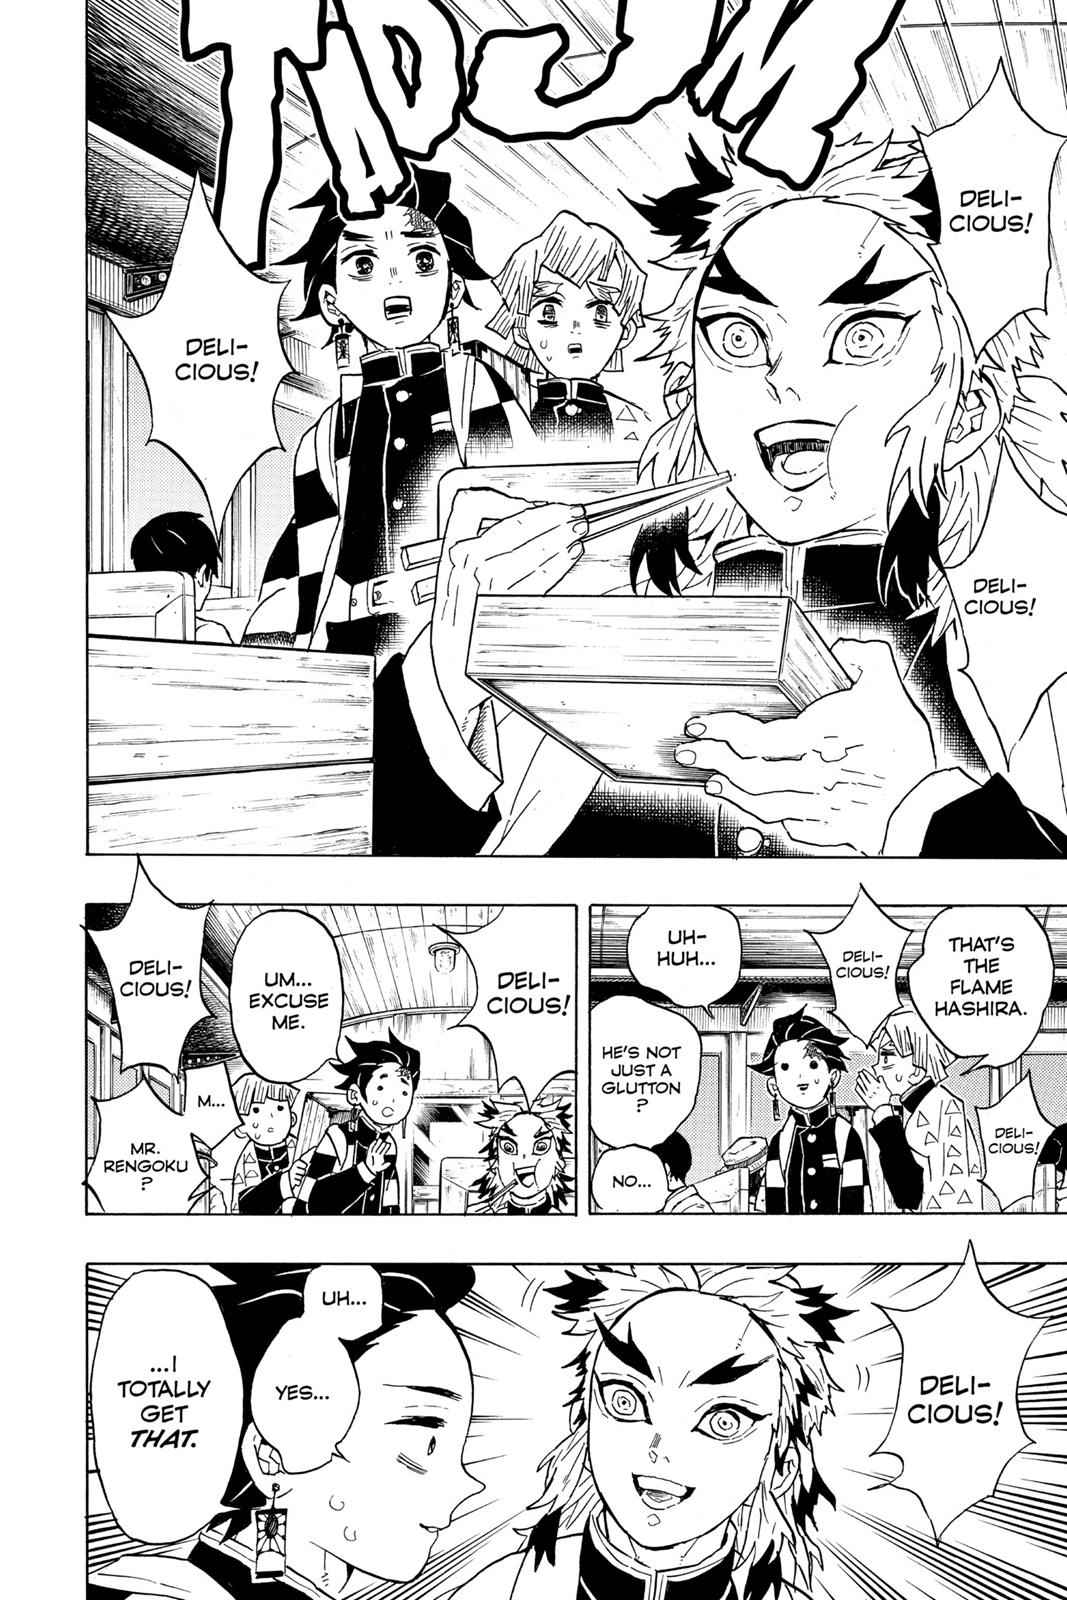 TADUM
DELI-
CIOUS!
DELI-
CIOUS!
DELI-
CIOUS!
THAT'S
THE
FLAME
HASHIRA.
DELI-
CIOUS!
UH-
HUH...
HE'S NOT
JUST A
GLUTTON
?
DELI-
CIOUS!
NO...
DELI-
CIOUS!
UM...
EXCUSE
ME.
DELI-
CIOUS!
M...
MR.
RENGOKU
?
DELI-
CIOUS!
UH...
YES...
...I
TOTALLY
GET
THAT.